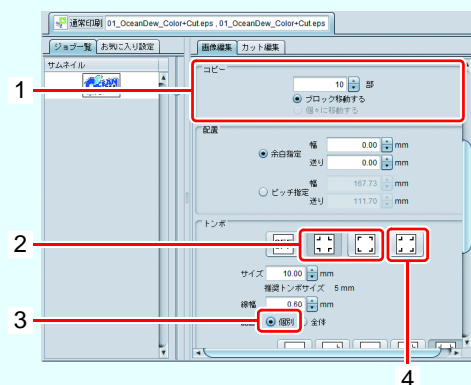 通常印刷 01_OceanDew_Color+Cut.eps , 01_OceanDew_Color+Cut.eps
ジョブ一覧 お気に入り設定
サムネイル
画像編集 カット編集
1
コピー
10 部
ブロック移動する
個々に移動する
配置
余白指定
幅 0.00 mm
送り 0.00 mm
ピッチ指定
幅 167.73 mm
送り 111.70 mm
トンボ
2
OFF
サイズ 10.00 mm
推奨トンボサイズ 5 mm
線幅 0.60 mm
3
個別 全体
4